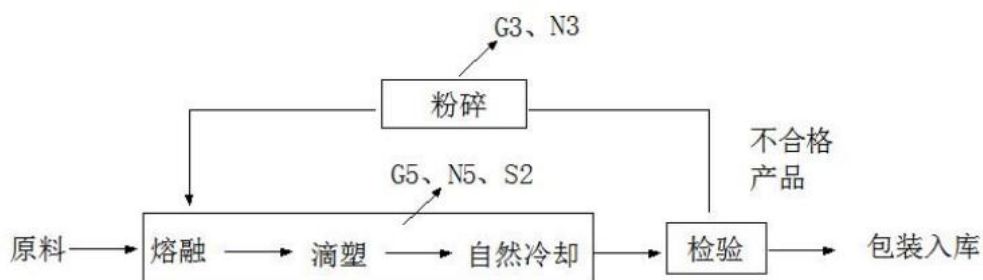 G3、N3
粉碎
不合格
产品
G5、N5、S2
原料
熔融
滴塑
自然冷却
检验
包装入库